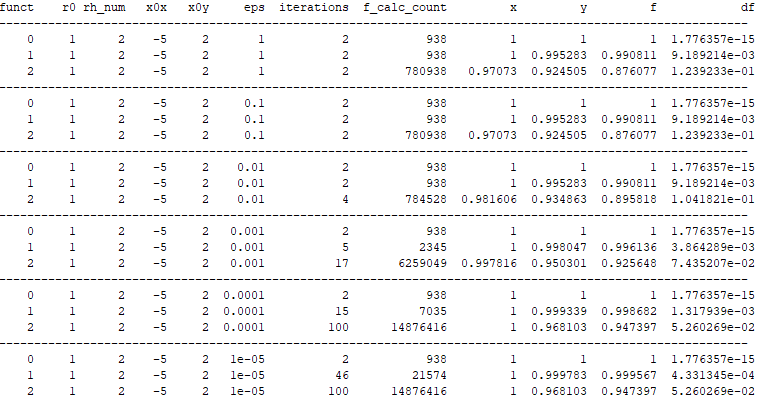 funct r0 rh_num x0x x0y eps iterations f_calc_count x y f df
0 1 2 -5 2 1 2 938 1 1 1 1.776357e-15
1 1 2 -5 2 1 2 938 1 0.995283 0.990811 9.189214e-03
2 1 2 -5 2 1 2 780938 0.97073 0.924505 0.876077 1.239233e-01
0 1 2 -5 2 0.1 2 938 1 1 1 1.776357e-15
1 1 2 -5 2 0.1 2 938 1 0.995283 0.990811 9.189214e-03
2 1 2 -5 2 0.1 2 780938 0.97073 0.924505 0.876077 1.239233e-01
0 1 2 -5 2 0.01 2 938 1 1 1 1.776357e-15
1 1 2 -5 2 0.01 2 938 1 0.995283 0.990811 9.189214e-03
2 1 2 -5 2 0.01 4 784528 0.981606 0.934863 0.895818 1.041821e-01
0 1 2 -5 2 0.001 2 938 1 1 1 1.776357e-15
1 1 2 -5 2 0.001 5 2345 1 0.998047 0.996136 3.864289e-03
2 1 2 -5 2 0.001 17 6259049 0.997816 0.950301 0.925648 7.435207e-02
0 1 2 -5 2 0.0001 2 938 1 1 1 1.776357e-15
1 1 2 -5 2 0.0001 15 7035 1 0.999339 0.998682 1.317939e-03
2 1 2 -5 2 0.0001 100 14876416 1 0.968103 0.947397 5.260269e-02
0 1 2 -5 2 1e-05 2 938 1 1 1 1.776357e-15
1 1 2 -5 2 1e-05 46 21574 1 0.999783 0.999567 4.331345e-04
2 1 2 -5 2 1e-05 100 14876416 1 0.968103 0.947397 5.260269e-02